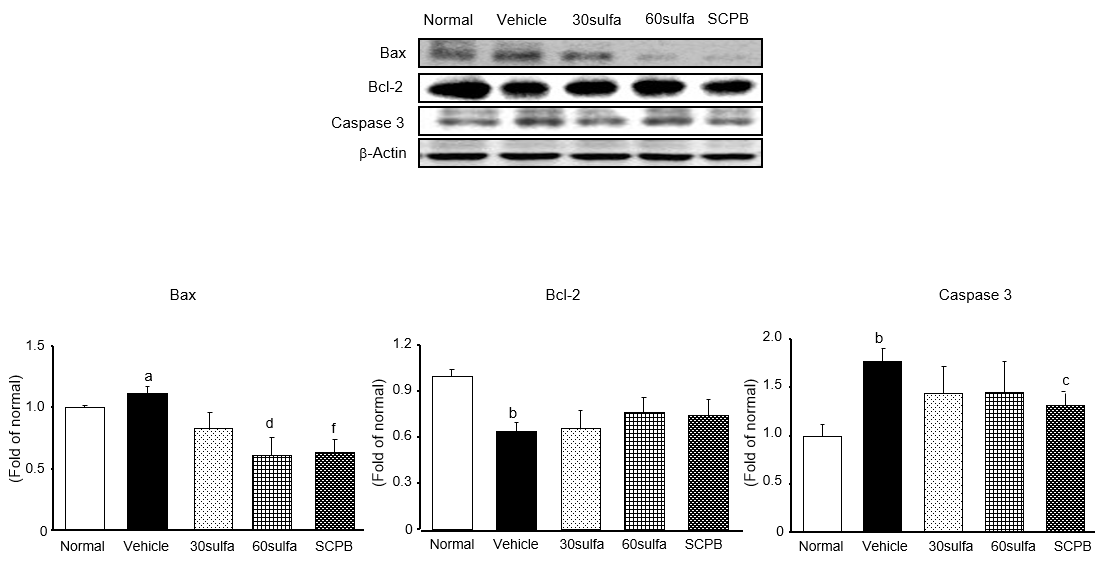 Normal Vehicle 30sulfa 60sulfa SCPB
Bax
Bcl-2
Caspase 3
β-Actin
Bax
(Fold of normal)
1.5
1.0
0.5
0
a
d
f
Normal Vehicle 30sulfa 60sulfa SCPB
Bcl-2
(Fold of normal)
1.2
0.9
0.6
0.3
0
b
Normal Vehicle 30sulfa 60sulfa SCPB
Caspase 3
(Fold of normal)
2.0
1.5
1.0
0.5
0
b
c
Normal Vehicle 30sulfa 60sulfa SCPB